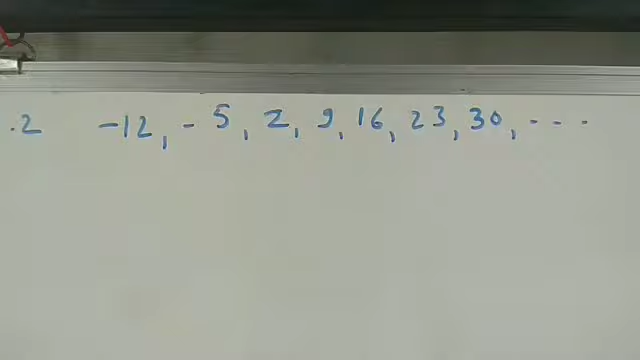 .2 -12, -5, 2, 9, 16, 23, 30, ---